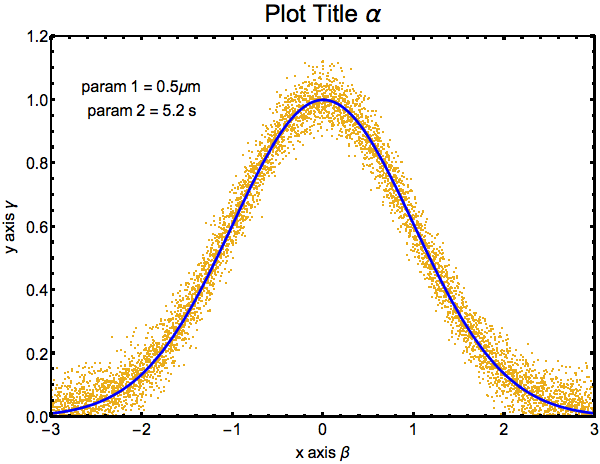 Plot Title α
1.2
1.0
0.8
0.6
0.4
0.2
0.0
y axis γ
param 1 = 0.5μm
param 2 = 5.2 s
−3 −2 −1 0 1 2 3
x axis β